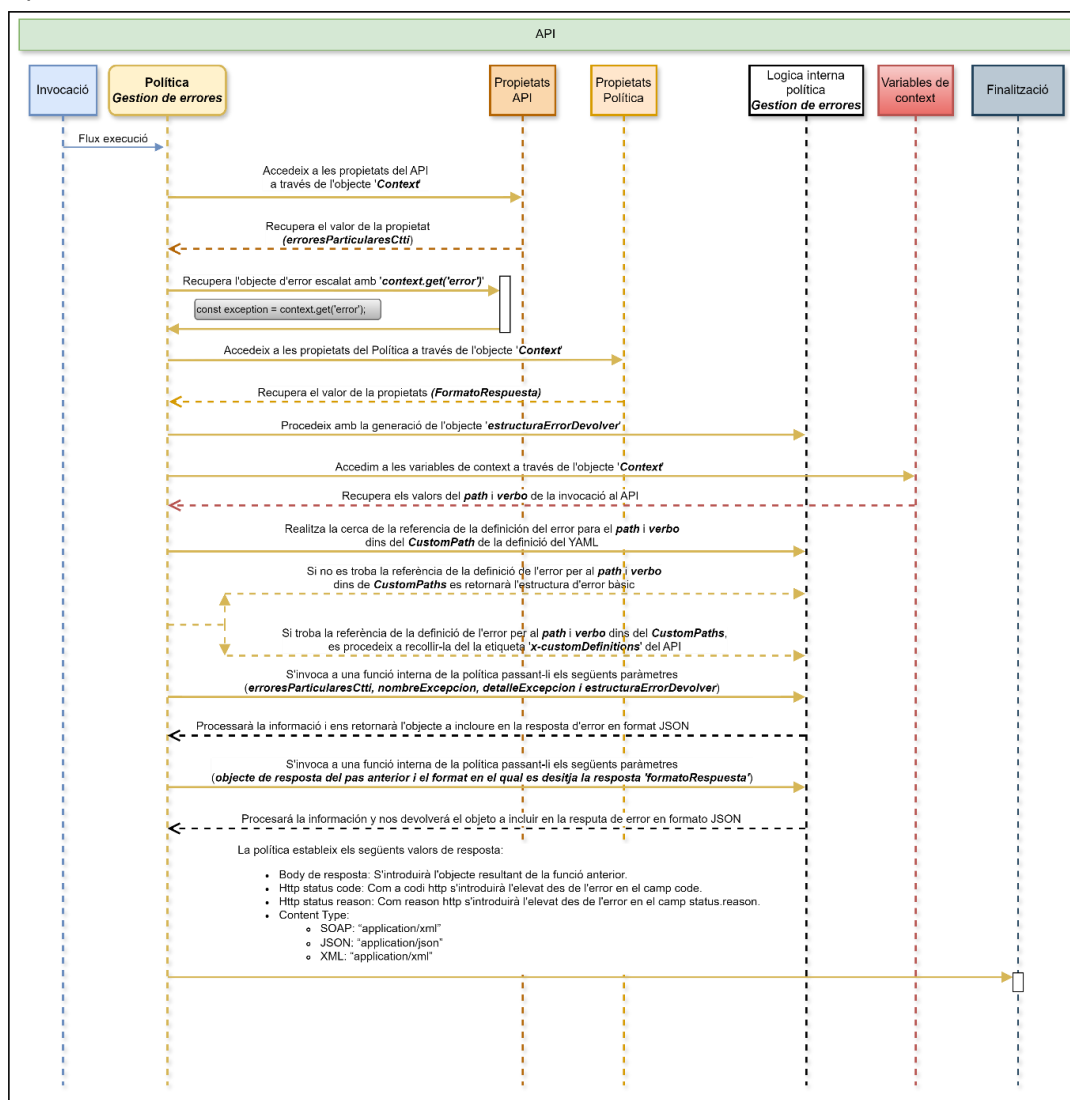 API
Invocació
Política
Gestion de errores
Propietats
API
Propietats
Política
Logica interna
política
Gestion de errores
Variables de
context
Finalització
Flux execució
Accedeix a les propietats del API
a través de l'objecte 'Context'
Recupera el valor de la propietat
(erroresParticularesCtti)
Recupera l'objecte d'error escalat amb 'context.get('error')'
const exception = context.get('error');
Accedeix a les propietats del Política a través de l'objecte 'Context'
Recupera el valor de la propietats (FormatoRespuesta)
Procedeix amb la generació de l'objecte 'estructuraErrorDevolver'
Accedim a les variables de context a través de l'objecte 'Context'
Recupera els valors del path i verbo de la invocació al API
Realitza la cerca de la referencia de la definición del error para el path i verbo
dins del CustomPath de la definició del YAML
Si no es troba la referència de la definició de l'error per al path i verbo
dins de CustomPaths es retornarà l'estructura d'error bàsic
Si troba la referència de la definició de l'error per al path i verbo dins del CustomPaths,
es procedeix a recollir-la del la etiqueta 'x-customDefinitions' del API
S'invoca a una funció interna de la política passant-li els següents paràmetres
(erroresParticularesCtti, nombreExcepcion, detalleExcepcion i estructuraErrorDevolver)
Processarà la informació i ens retornarà l'objecte a incloure en la resposta d'error en format JSON
S'invoca a una funció interna de la política passant-li els següents paràmetres
(objecte de resposta del pas anterior i el format en el qual es desitja la resposta 'formatoRespuesta')
Procesará la información y nos devolverá el objeto a incluir en la resputa de error en formato JSON
La política estableix els següents valors de resposta:
• Body de resposta: S'introduirà l'objecte resultant de la funció anterior.
• Http status code: Com a codi http s'introduirà l'elevat des de l'error en el camp code.
• Http status reason: Com reason http s'introduirà l'elevat des de l'error en el camp status.reason.
• Content Type:
◦ SOAP: “application/xml”
◦ JSON: “application/json”
◦ XML: “application/xml”